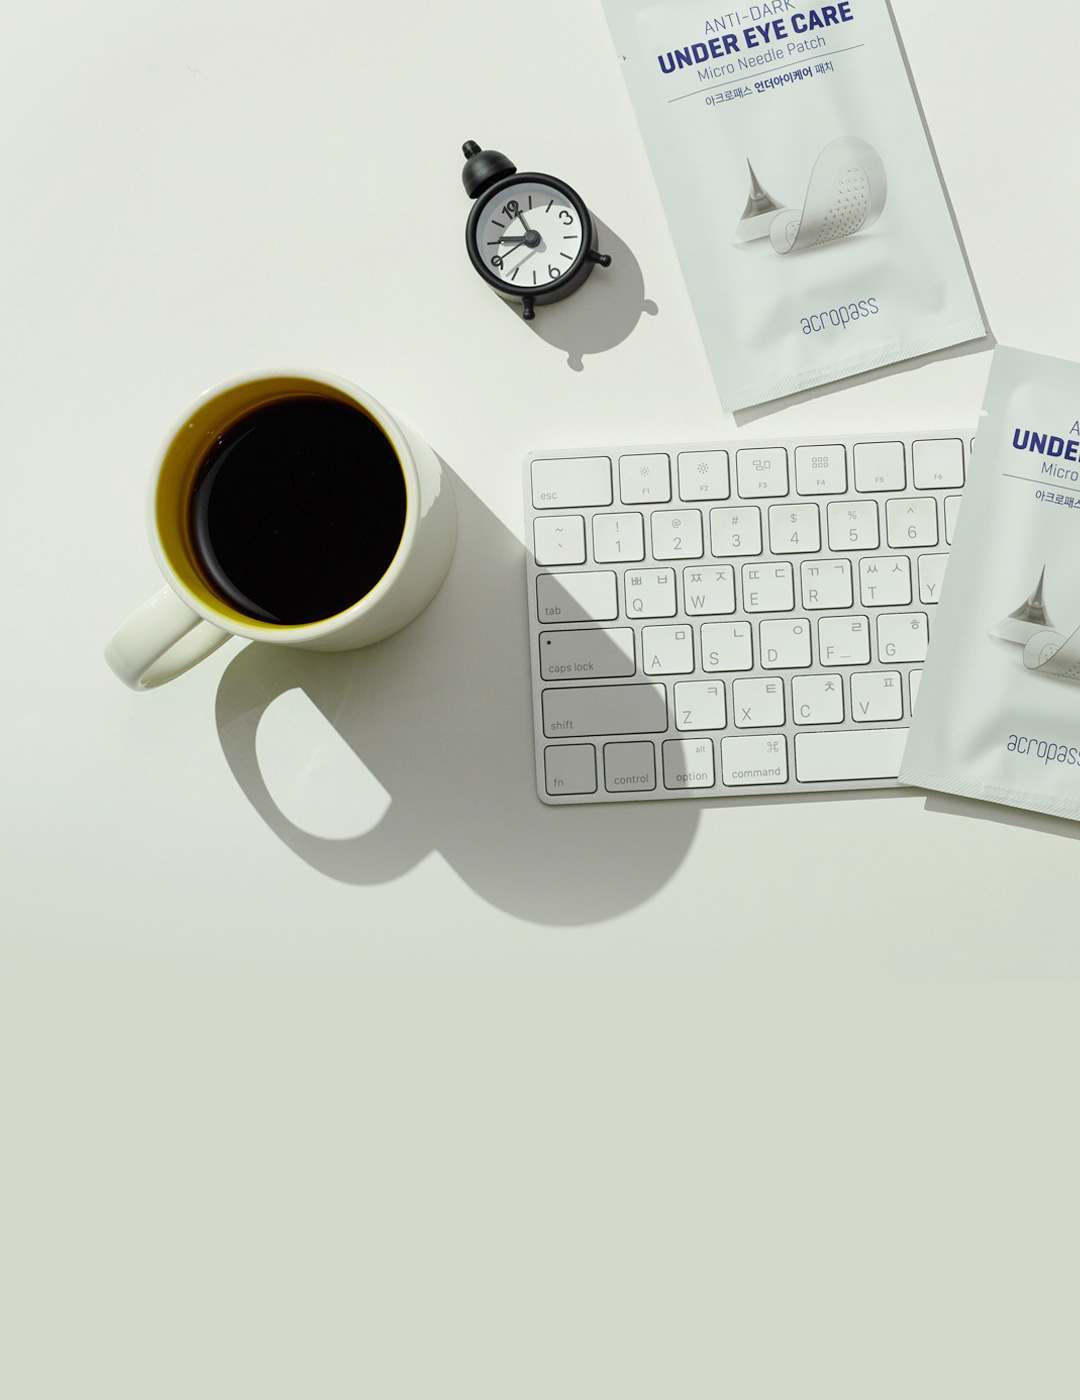 ANTI-DARK
UNDER EYE CARE
Micro Needle Patch
아크로패스 언더아이케어 패치
acropass
12
3
6
9
esc
F1
F2
F3
F4
F5
F6
~
`
!
1
@
2
#
3
$
4
%
5
^
6
tab
ㅃ ㅂ
Q
ㅉ ㅈ
W
ㄸ ㄷ
E
ㄲ ㄱ
R
ㅆ ㅅ
T
Y
caps lock
ㅁ
A
ㄴ
S
ㅇ
D
ㄹ
F
ㅎ
G
shift
ㅋ
Z
ㅌ
X
ㅊ
C
ㅍ
V
fn
control
alt
option
⌘
command
A
UNDE
Micro
아크로패스
acropass